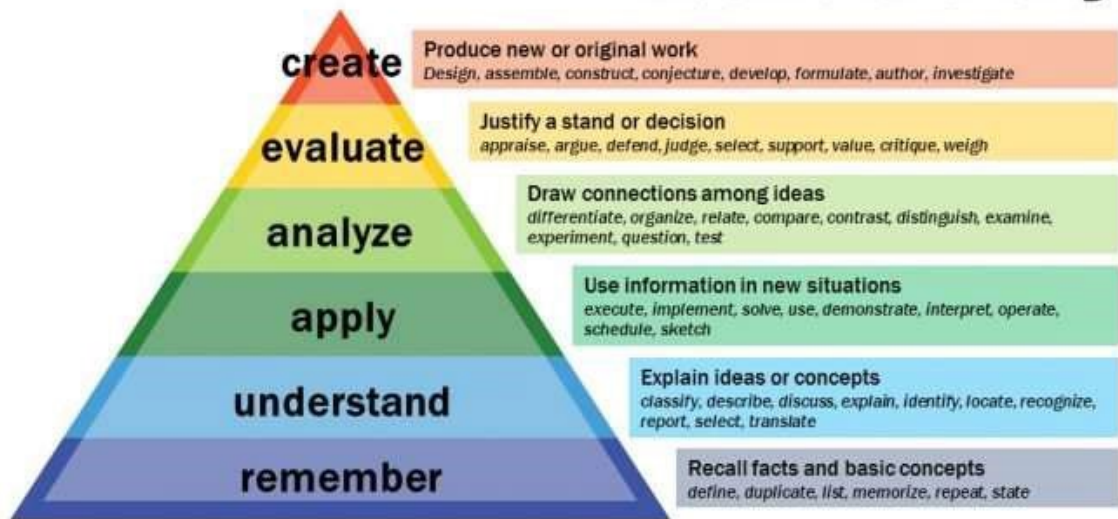 create
Produce new or original work
Design, assemble, construct, conjecture, develop, formulate, author, investigate
evaluate
Justify a stand or decision
appraise, argue, defend, judge, select, support, value, critique, weigh
analyze
Draw connections among ideas
differentiate, organize, relate, compare, contrast, distinguish, examine,
experiment, question, test
apply
Use information in new situations
execute, implement, solve, use, demonstrate, interpret, operate,
schedule, sketch
understand
Explain ideas or concepts
classify, describe, discuss, explain, identify, locate, recognize,
report, select, translate
remember
Recall facts and basic concepts
define, duplicate, list, memorize, repeat, state